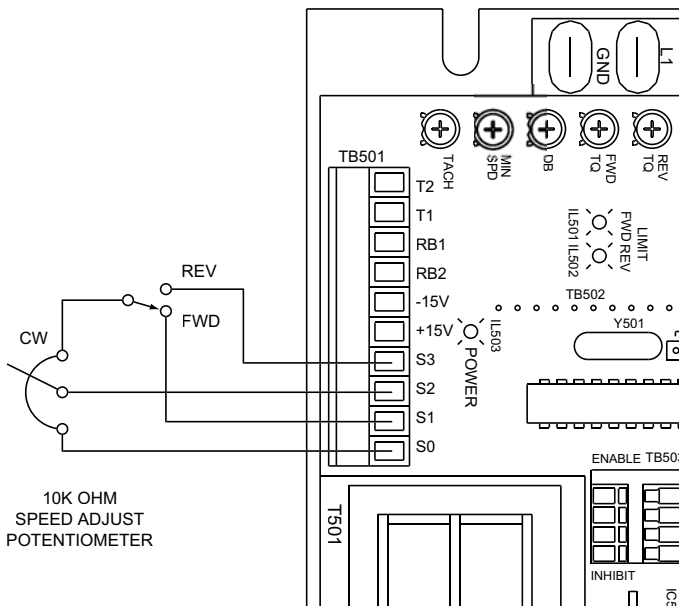 GND
L1
TB501
TACH
MIN
SPD
DB
FWD
TQ
REV
TQ
T2
T1
RB1
RB2
-15V
+15V
S3
S2
S1
S0
LIMIT
FWD REV
IL501 IL502
TB502
IL503
POWER
Y501
REV
FWD
CW
10K OHM
SPEED ADJUST
POTENTIOMETER
T501
ENABLE TB503
INHIBIT
IC5